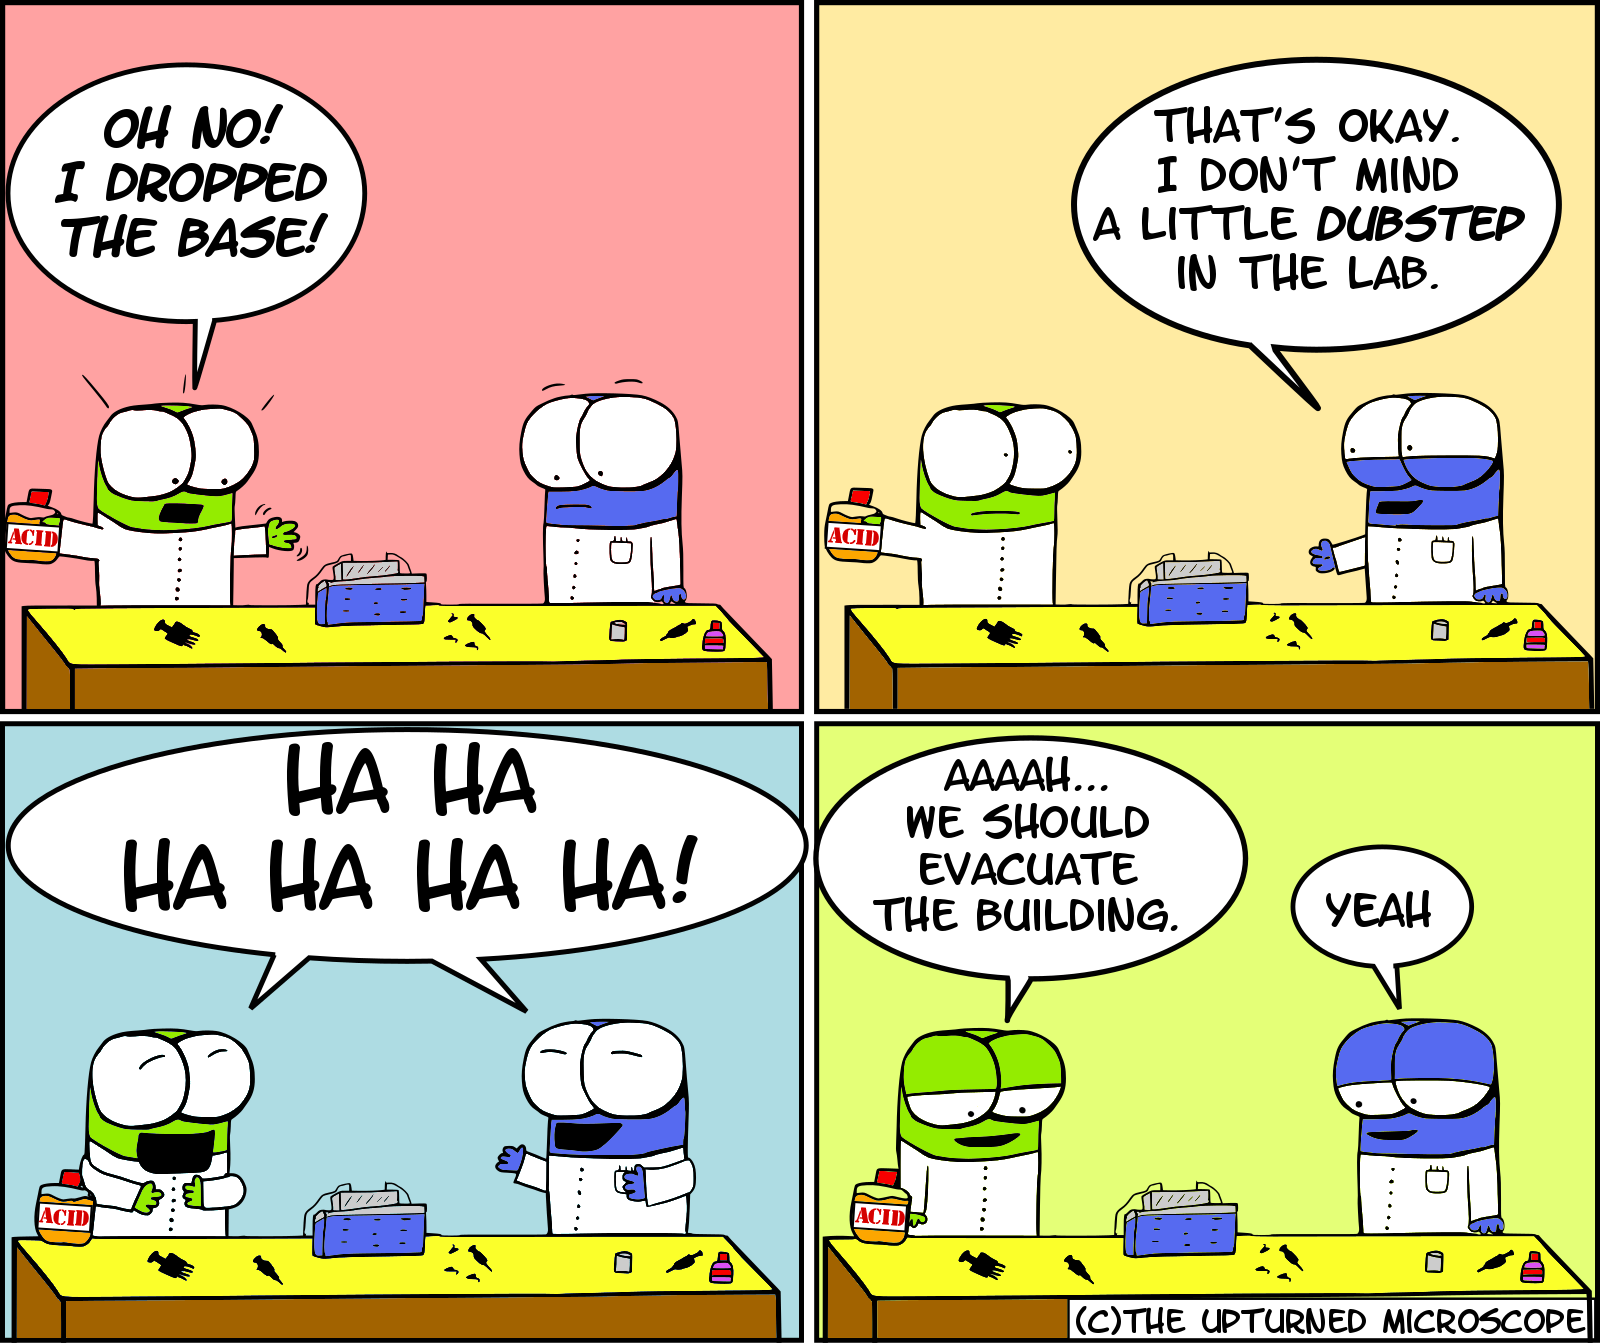 OH NO!
I DROPPED
THE BASE!
ACID
THAT'S OKAY.
I DON'T MIND
A LITTLE DUBSTEP
IN THE LAB.
ACID
HA HA
HA HA HA HA!
ACID
AAAAH...
WE SHOULD
EVACUATE
THE BUILDING.
YEAH
ACID
(C)THE UPTURNED MICROSCOPE